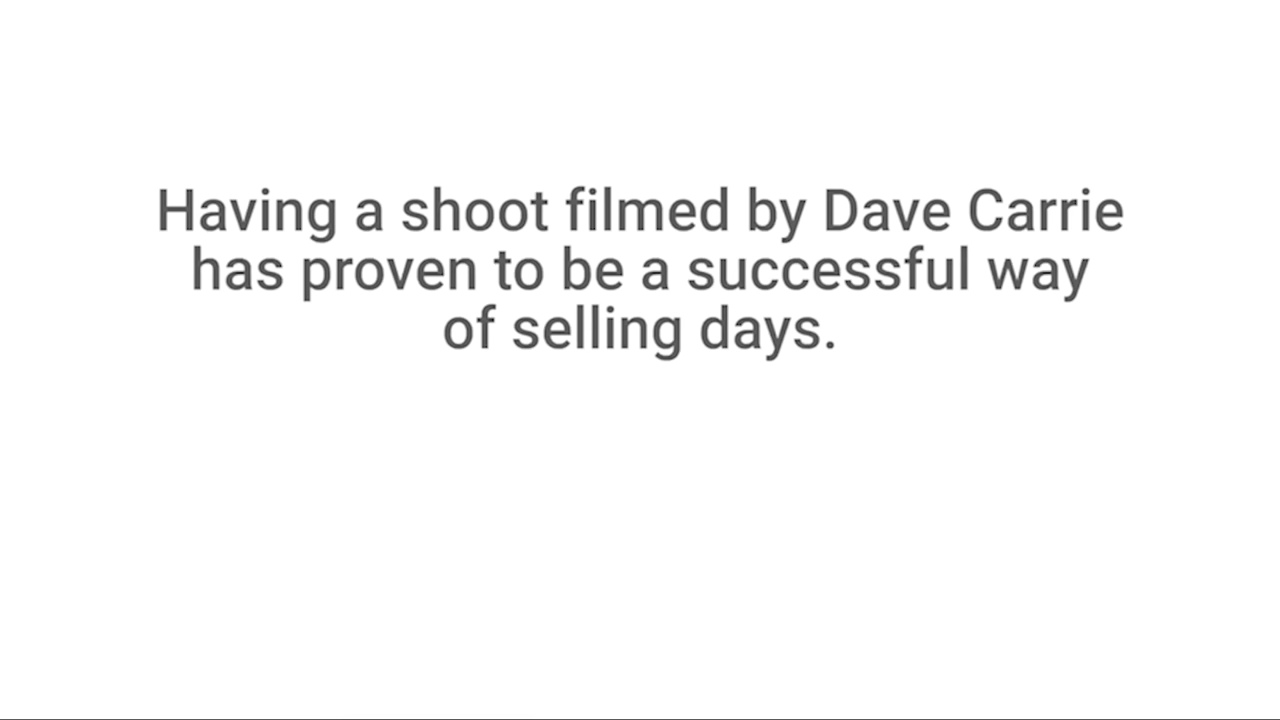 Having a shoot filmed by Dave Carrie
has proven to be a successful way
of selling days.